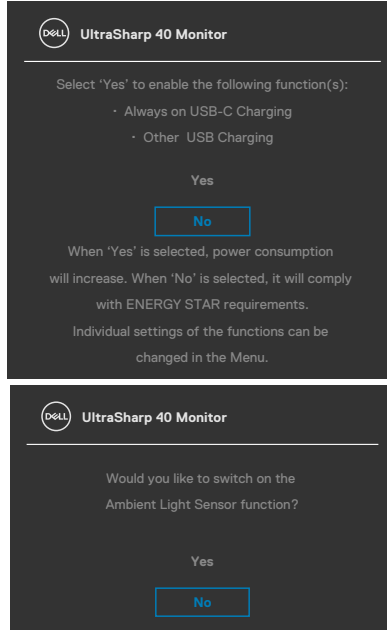 DELL
UltraSharp 40 Monitor
Select ‘Yes’ to enable the following function(s):
· Always on USB-C Charging
· Other USB Charging
Yes
No
When ‘Yes’ is selected, power consumption
will increase. When ‘No’ is selected, it will comply
with ENERGY STAR requirements.
Individual settings of the functions can be
changed in the Menu.
DELL
UltraSharp 40 Monitor
Would you like to switch on the
Ambient Light Sensor function?
Yes
No